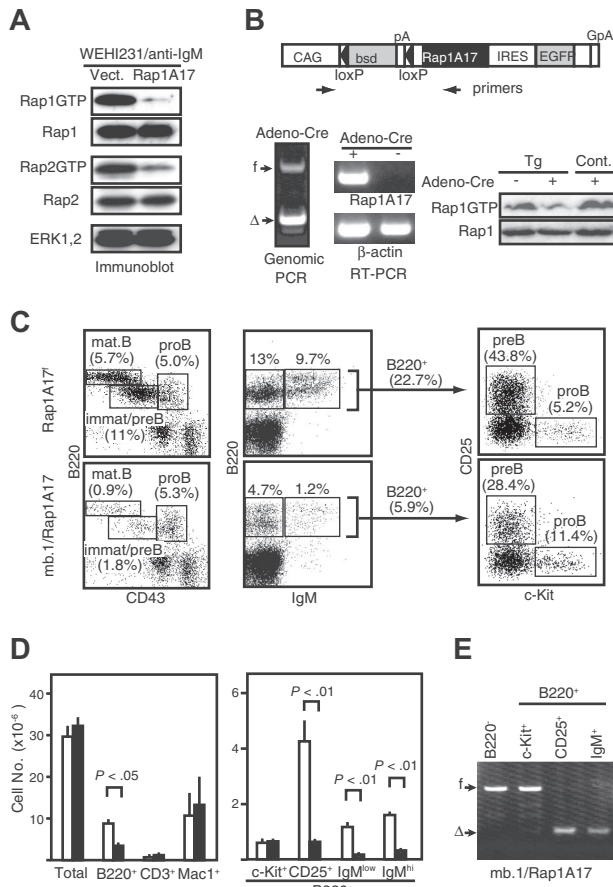 A
WEHI231/anti-IgM
Vect. Rap1A17
Rap1GTP
Rap1
Rap2GTP
Rap2
ERK1,2
Immunoblot
B
pA
GpA
CAG
bsd
Rap1A17
IRES
EGFP
loxP
loxP
primers
Adeno-Cre
f
Δ
Genomic
PCR
Adeno-Cre
+ -
Rap1A17
β-actin
RT-PCR
Tg Cont.
Adeno-Cre - + +
Rap1GTP
Rap1
C
Rap1A17f
mat.B
(5.7%)
proB
(5.0%)
immat/preB
(11%)
B220
13% 9.7%
B220
B220+
(22.7%)
preB
(43.8%)
proB
(5.2%)
CD25
mb.1/Rap1A17
mat.B
(0.9%)
proB
(5.3%)
immat/preB
(1.8%)
CD43
4.7% 1.2%
IgM
B220+
(5.9%)
preB
(28.4%)
proB
(11.4%)
c-Kit
D
Cell No. (x10-6)
40
30
20
10
0
P < .05
Total B220+ CD3+ Mac1+
6
4
2
0
P < .01
P < .01
P < .01
c-Kit+ CD25+ IgMlow IgMhi
E
B220+
B220-
c-Kit+
CD25+
IgM+
f
Δ
mb.1/Rap1A17